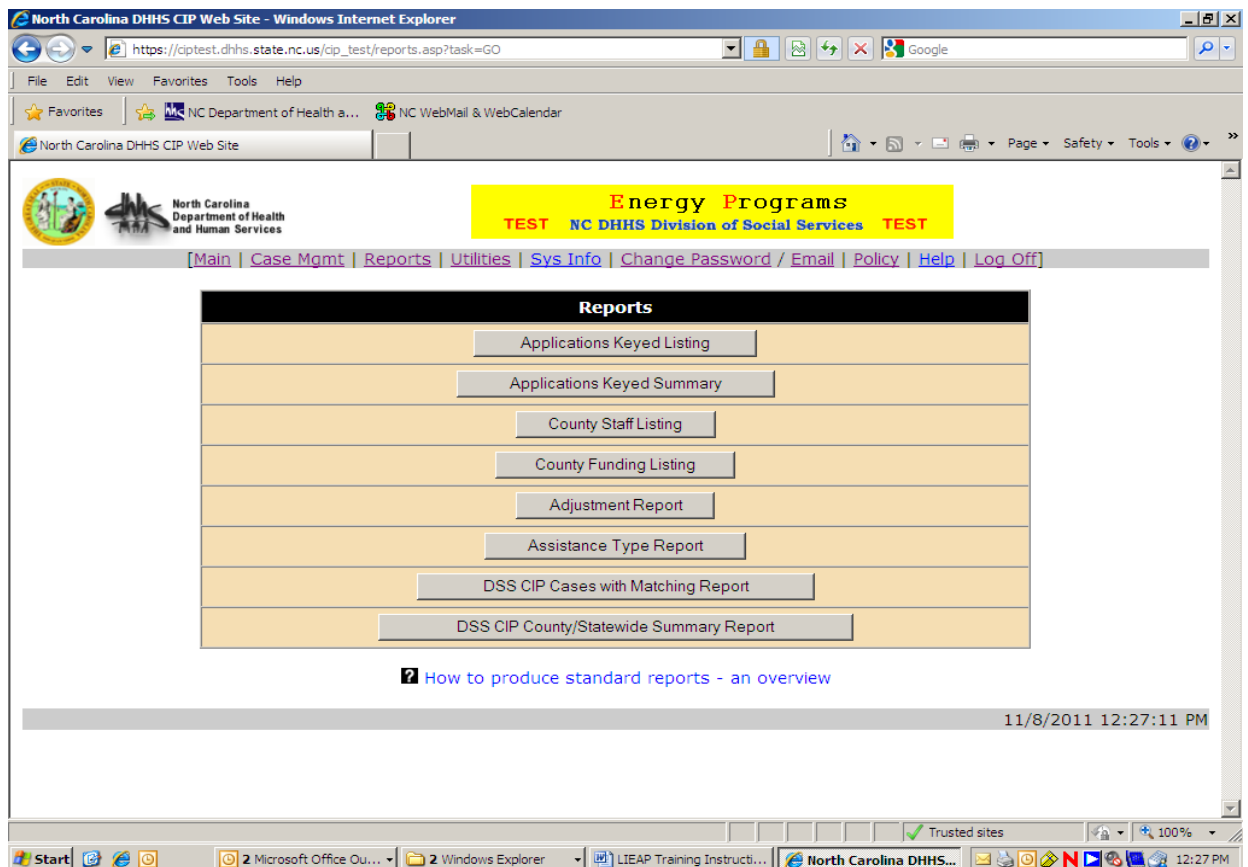 North Carolina DHHS CIP Web Site - Windows Internet Explorer
https://ciptest.dhhs.state.nc.us/cip_test/reports.asp?task=GO
Google
File Edit View Favorites Tools Help
Favorites NC Department of Health a... NC WebMail & WebCalendar
North Carolina DHHS CIP Web Site
Page Safety Tools »
North Carolina
Department of Health
and Human Services
Energy Programs
TEST NC DHHS Division of Social Services TEST
[Main | Case Mgmt | Reports | Utilities | Sys Info | Change Password / Email | Policy | Help | Log Off]
Reports
Applications Keyed Listing
Applications Keyed Summary
County Staff Listing
County Funding Listing
Adjustment Report
Assistance Type Report
DSS CIP Cases with Matching Report
DSS CIP County/Statewide Summary Report
? How to produce standard reports - an overview
11/8/2011 12:27:11 PM
Trusted sites 100%
Start 2 Microsoft Office Ou... 2 Windows Explorer LIEAP Training Instructi... North Carolina DHHS... N 12:27 PM